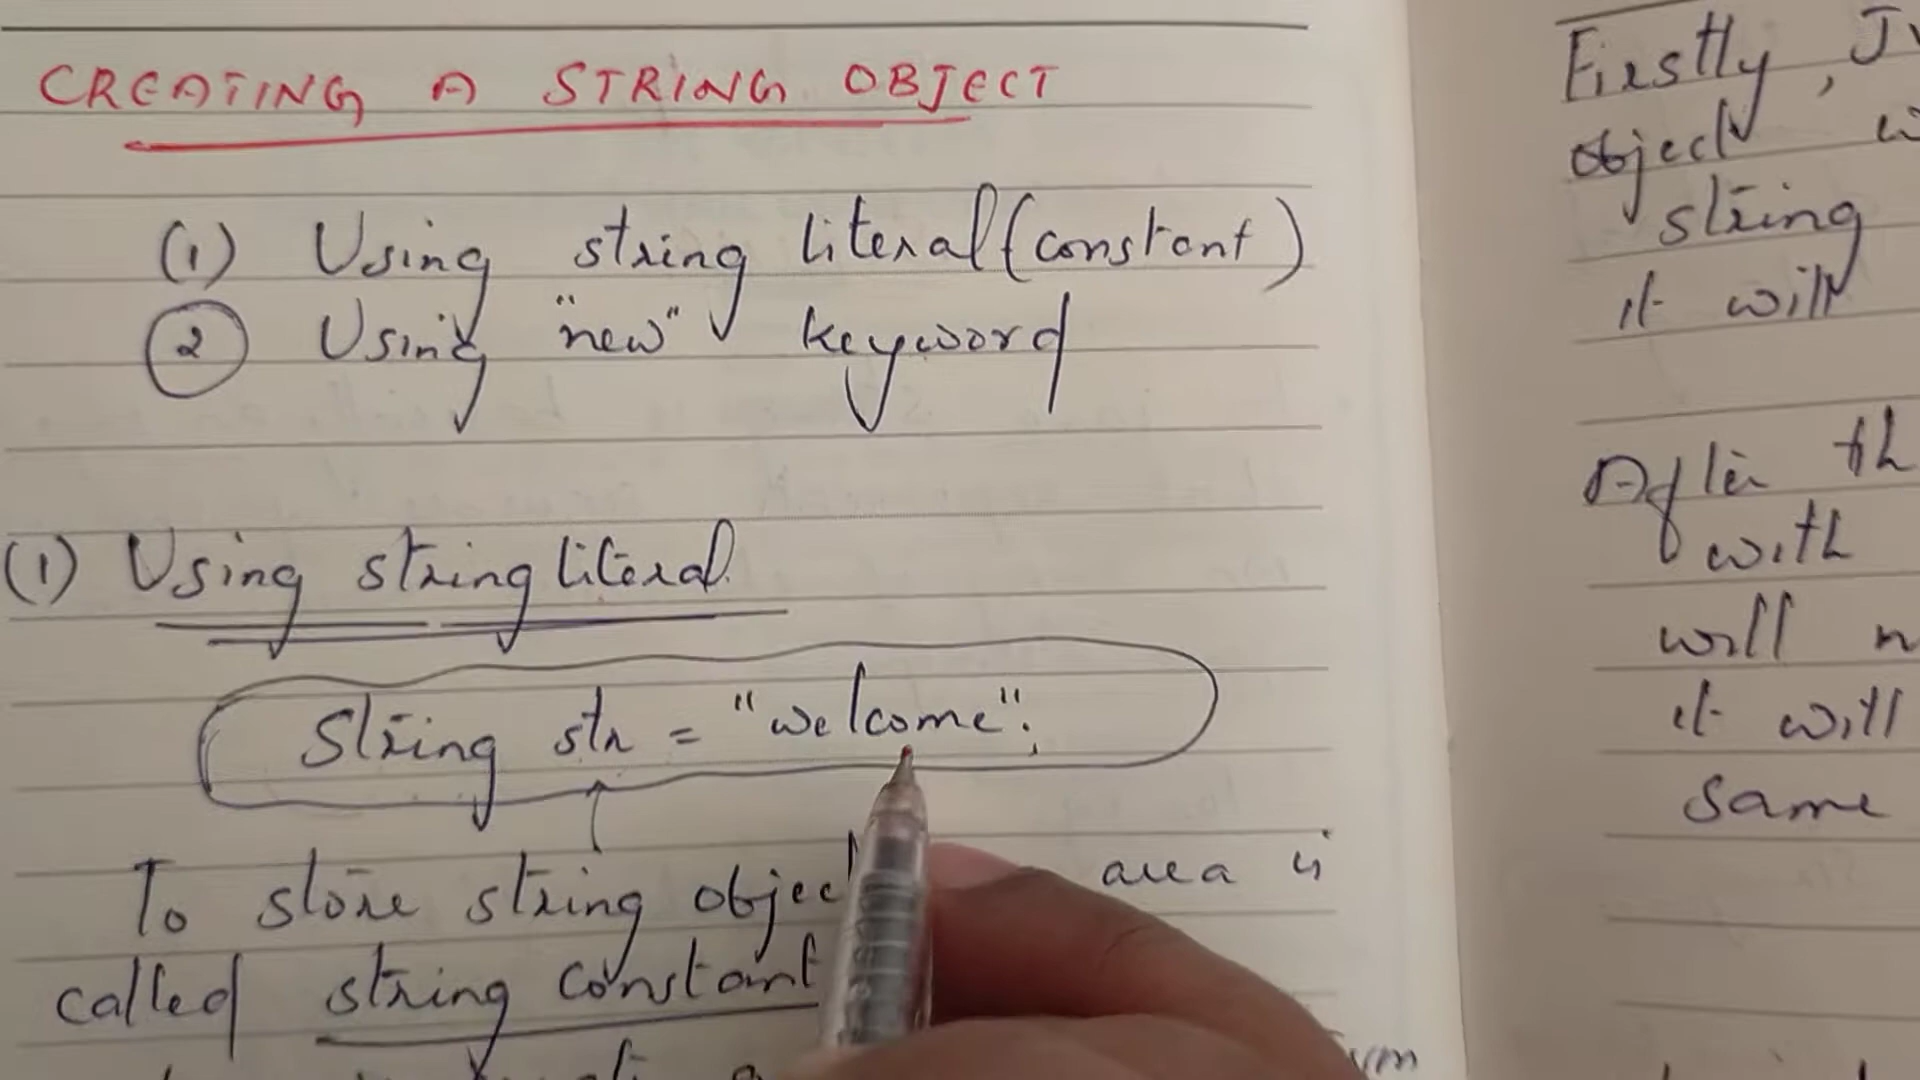 CREATING A STRING OBJECT
(1) Using string literal (constant)
2 Using "new" keyword
(1) Using string literal.
String str = "welcome";
To store string objec area is
called string constant
Firstly, JV
object w
string
it will
After th
with
will n
it will
same